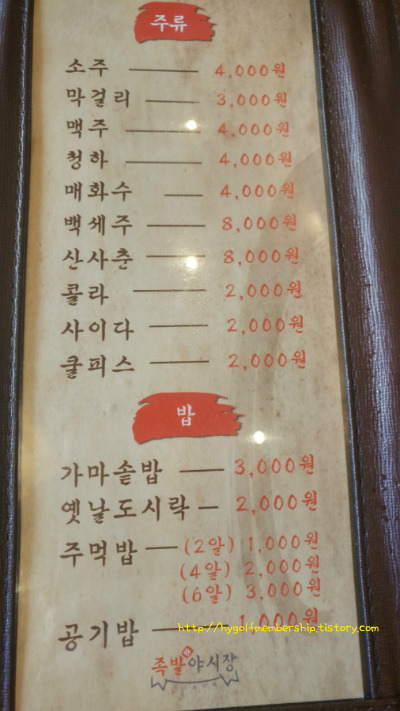 주류
소주 4,000원
막걸리 3,000원
맥주 4,000원
청하 4,000원
매화수 4,000원
백세주 8,000원
산사춘 8,000원
콜라 2,000원
사이다 2,000원
쿨피스 2,000원
밥
가마솥밥 3,000원
옛날도시락 2,000원
주먹밥 (2알) 1,000원
(4알) 2,000원
(6알) 3,000원
공기밥 1,000원
http://hygolfmembership.tistory.com
족발야시장